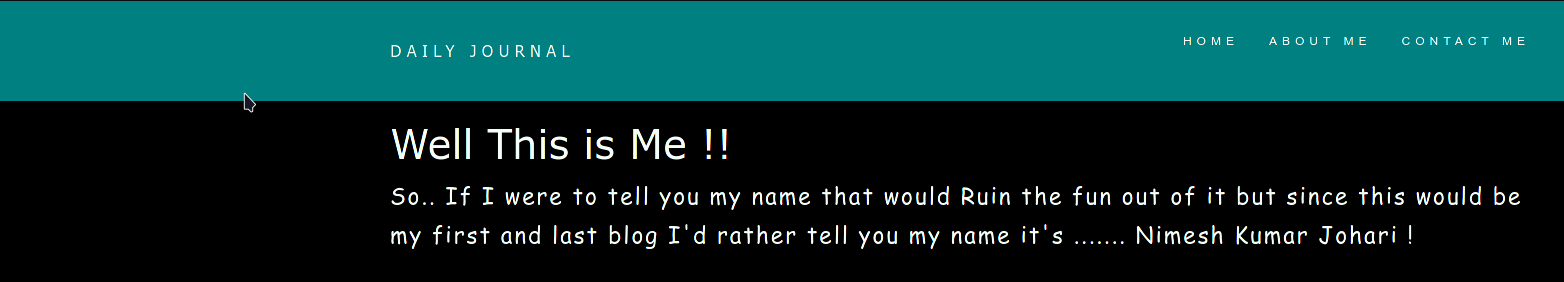 DAILY JOURNAL
HOME ABOUT ME CONTACT ME
Well This is Me !!
So.. If I were to tell you my name that would Ruin the fun out of it but since this would be
my first and last blog I'd rather tell you my name it's ....... Nimesh Kumar Johari !